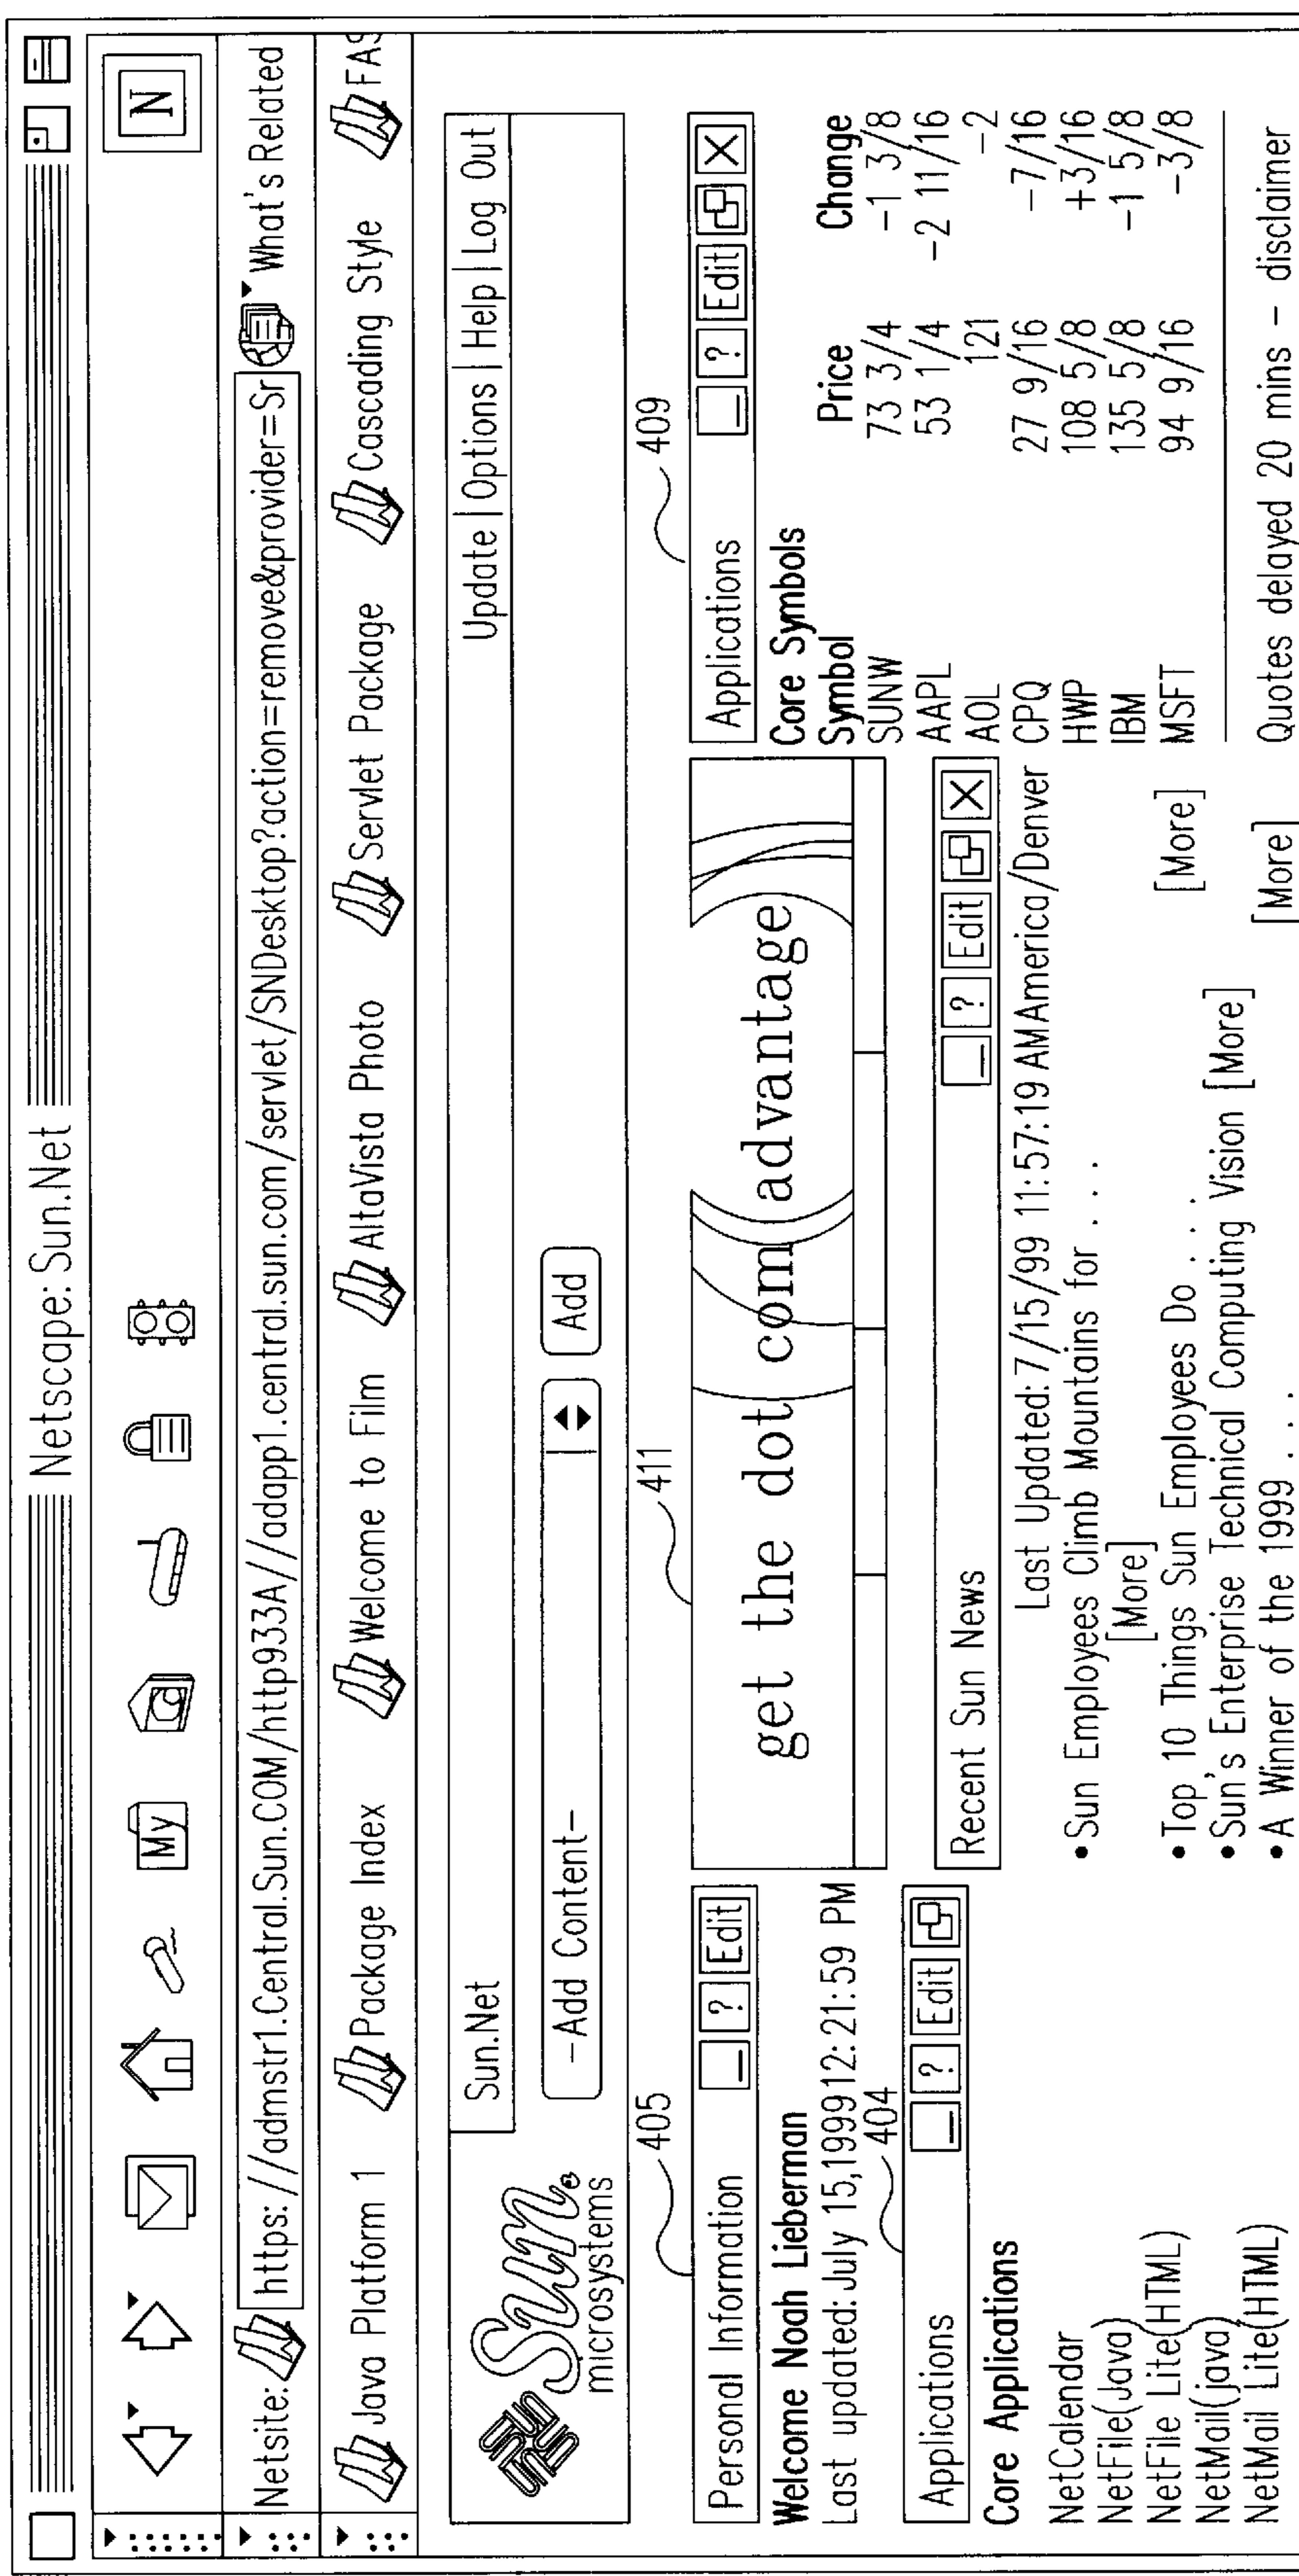 Netscape: Sun.Net
N
My
Netsite: https: //admstr1.Central.Sun.COM/http933A//adapp1.central.sun.com/servlet/SNDesktop?action=remove&provider=Sr What's Related
Java Platform 1 Package Index Welcome to Film AltaVista Photo Servlet Package Cascading Style FAS
Sun microsystems
Sun.Net Update | Options | Help | Log Out
-Add Content- Add
405
Personal Information _ ? Edit
Welcome Noah Lieberman
Last updated: July 15,1999 12:21:59 PM
404
Applications _ ? Edit
Core Applications
NetCalendar
NetFile(Java)
NetFile Lite(HTML)
NetMail(java)
NetMail Lite(HTML)
411
get the dot com advantage
Recent Sun News _ ? Edit X
Last Updated: 7/15/99 11:57:19 AMAmerica/Denver
•Sun Employees Climb Mountains for . . .
[More]
•Top 10 Things Sun Employees Do . . . [More]
•Sun's Enterprise Technical Computing Vision [More]
•A Winner of the 1999 . . . [More]
409
Applications _ ? Edit X
Core Symbols
Symbol Price Change
SUNW 73 3/4 -1 3/8
AAPL 53 1/4 -2 11/16
AOL 121 -2
CPQ 27 9/16 -7/16
HWP 108 5/8 +3/16
IBM 135 5/8 -1 5/8
MSFT 94 9/16 -3/8
Quotes delayed 20 mins - disclaimer